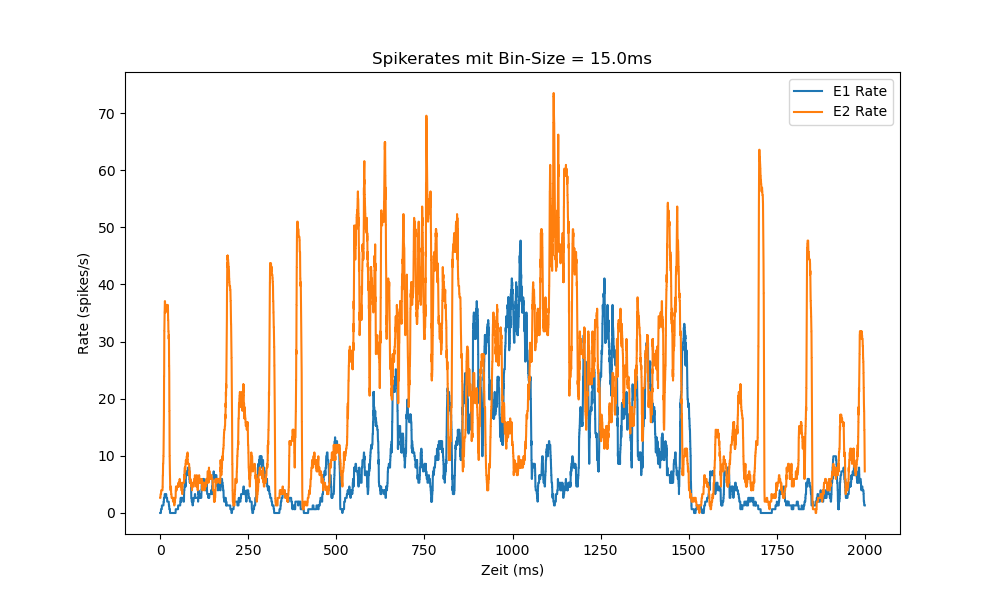 Spikerates mit Bin-Size = 15.0ms
E1 Rate
E2 Rate
Rate (spikes/s)
70
60
50
40
30
20
10
0
0 250 500 750 1000 1250 1500 1750 2000
Zeit (ms)